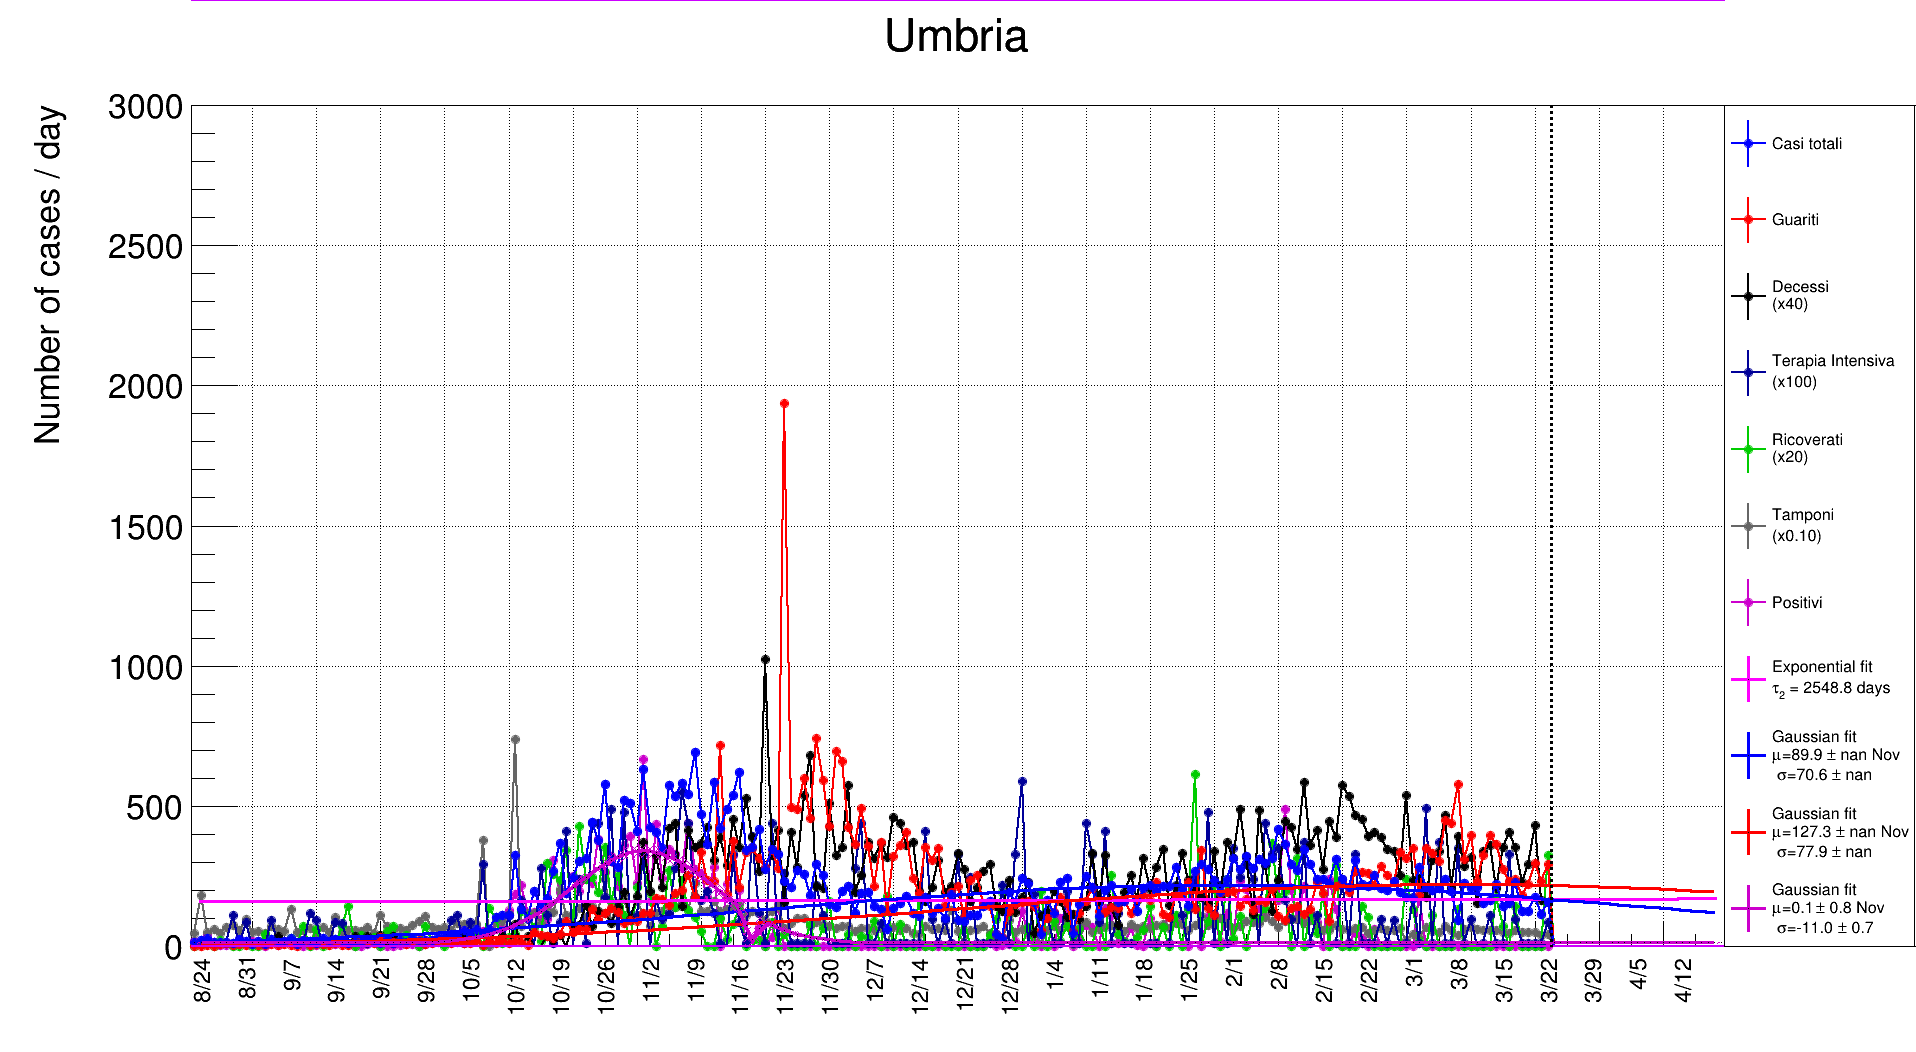 Umbria
Number of cases / day
3000
2500
2000
1500
1000
500
0
8/24
8/31
9/7
9/14
9/21
9/28
10/5
10/12
10/19
10/26
11/2
11/9
11/16
11/23
11/30
12/7
12/14
12/21
12/28
1/4
1/11
1/18
1/25
2/1
2/8
2/15
2/22
3/1
3/8
3/15
3/22
3/29
4/5
4/12
Casi totali
Guariti
Decessi
(x40)
Terapia Intensiva
(x100)
Ricoverati
(x20)
Tamponi
(x0.10)
Positivi
Exponential fit
τ2 = 2548.8 days
Gaussian fit
μ=89.9 ± nan Nov
σ=70.6 ± nan
Gaussian fit
μ=127.3 ± nan Nov
σ=77.9 ± nan
Gaussian fit
μ=0.1 ± 0.8 Nov
σ=-11.0 ± 0.7